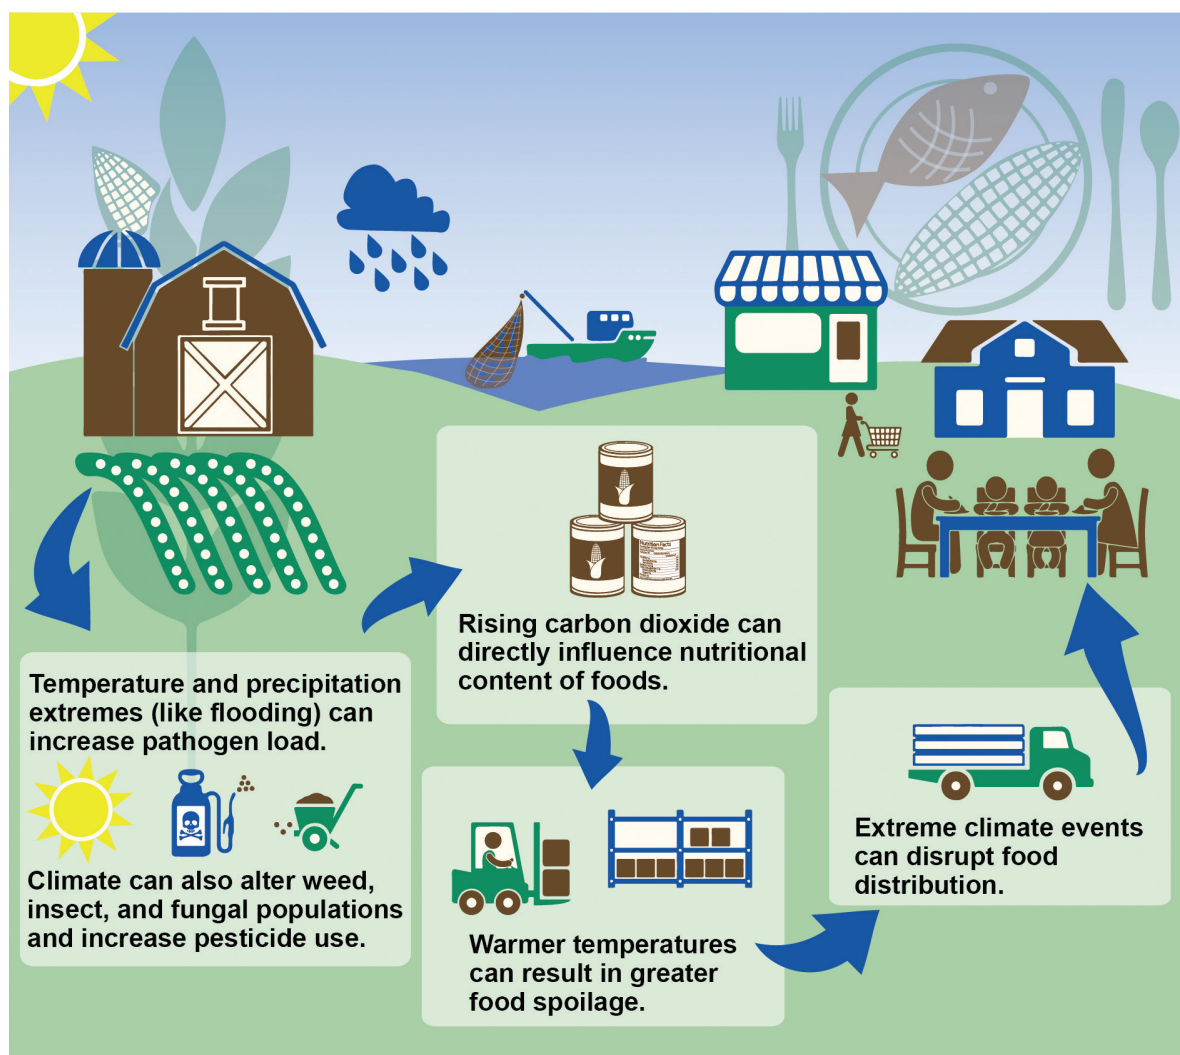 Temperature and precipitation
extremes (like flooding) can
increase pathogen load.
Climate can also alter weed,
insect, and fungal populations
and increase pesticide use.
Nutrition Facts
Rising carbon dioxide can
directly influence nutritional
content of foods.
Warmer temperatures
can result in greater
food spoilage.
Extreme climate events
can disrupt food
distribution.